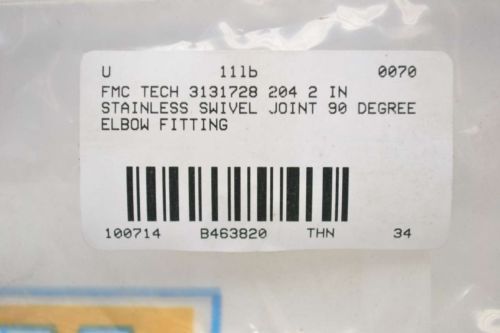 U 11lb 0070
FMC TECH 3131728 204 2 IN
STAINLESS SWIVEL JOINT 90 DEGREE
ELBOW FITTING
100714 B463820 THN 34